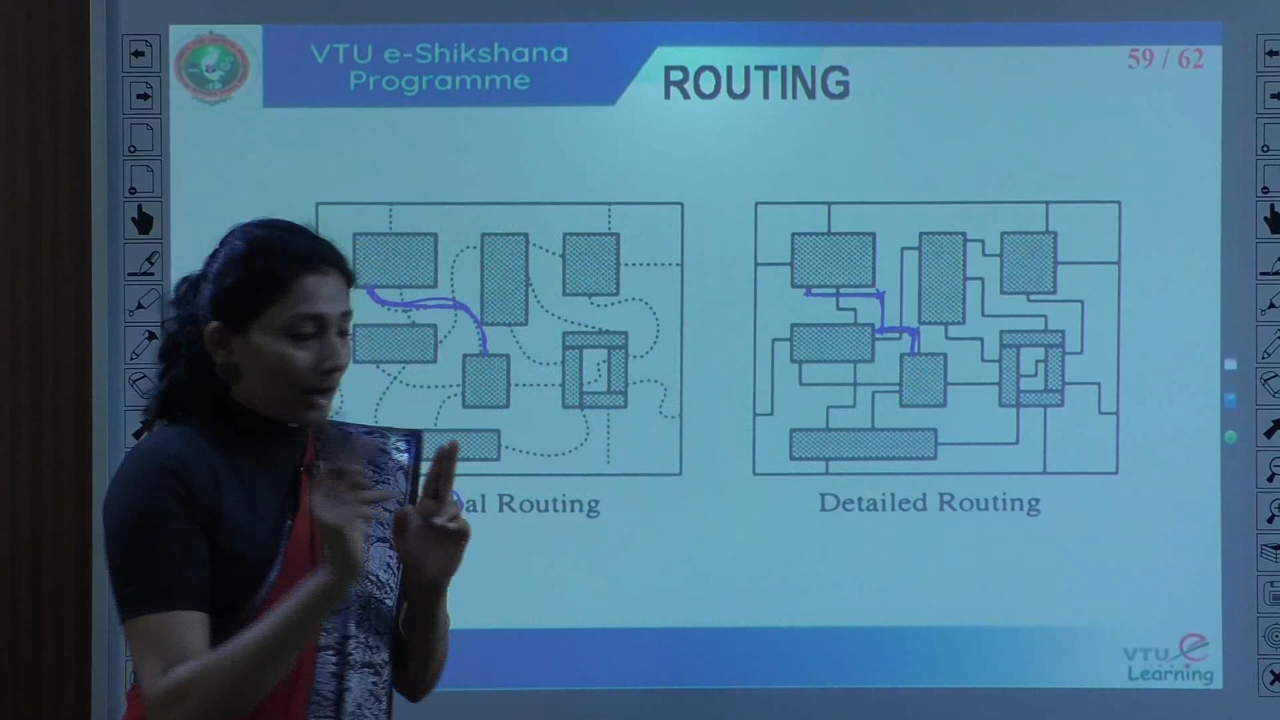 VTU e-Shikshana
Programme
ROUTING
59 / 62
al Routing
Detailed Routing
VTU
e
Learning